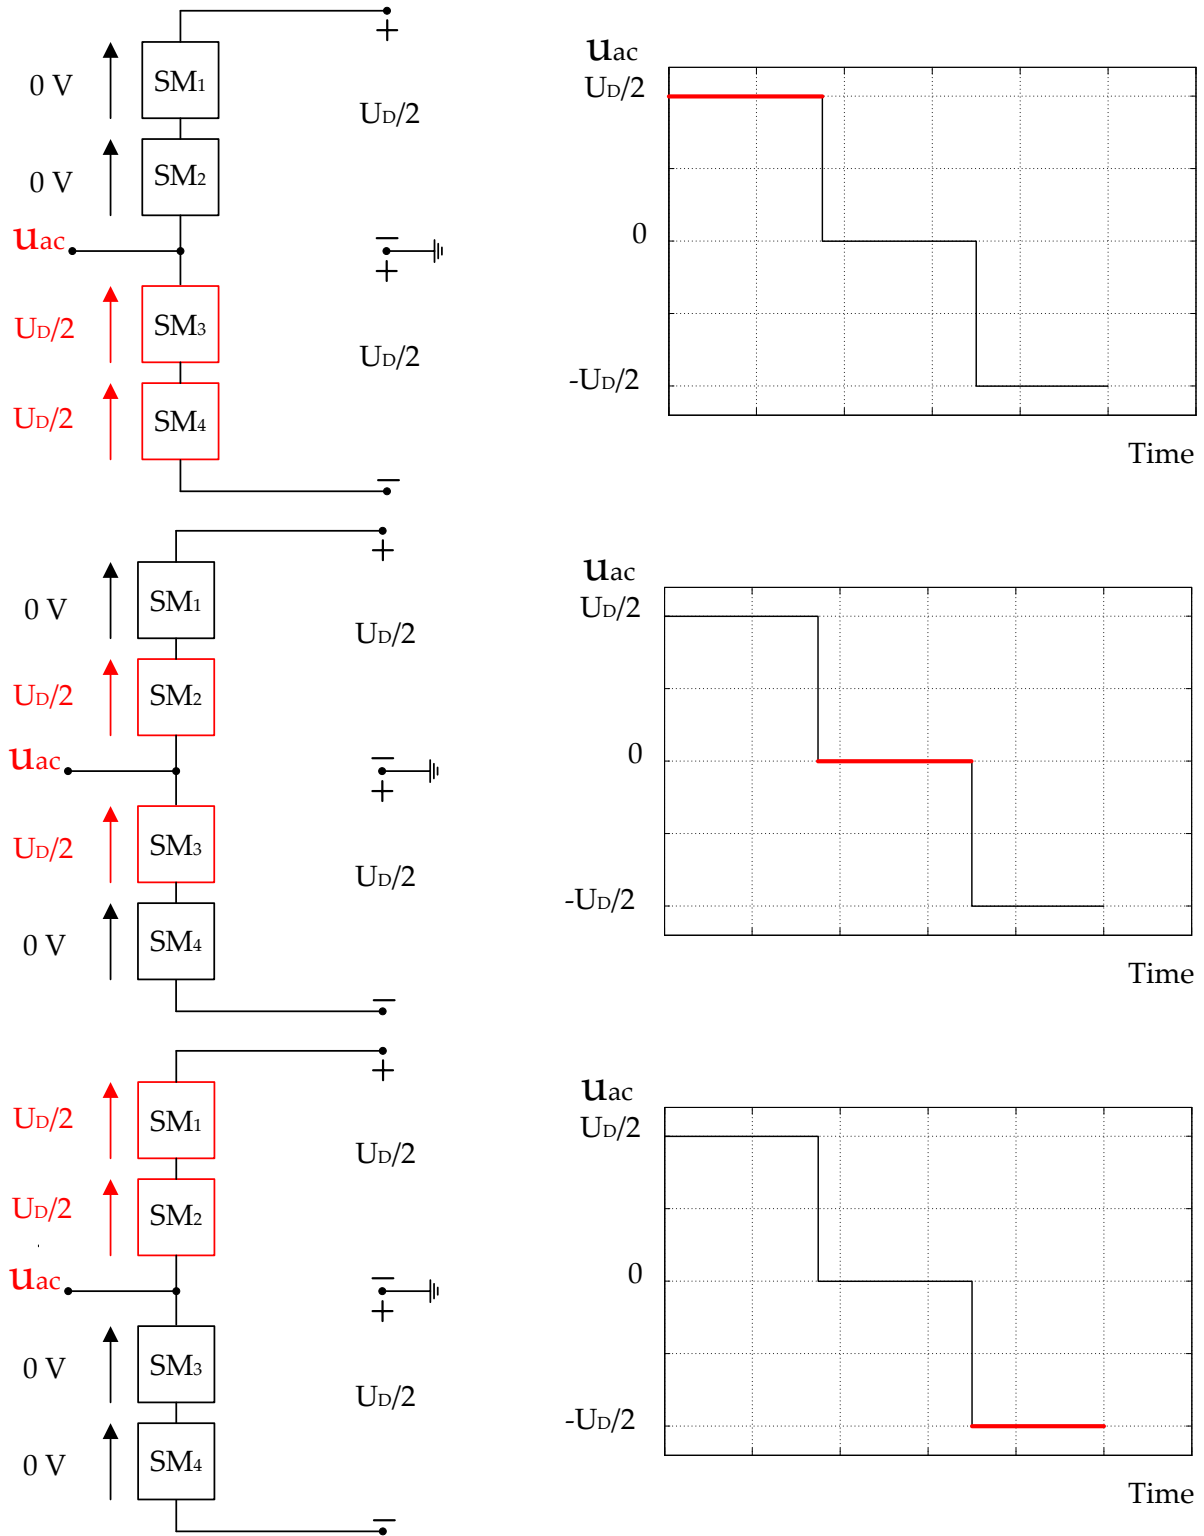 +
0 V SM1
UD/2
0 V SM2
uac
−
+
UD/2 SM3
UD/2
UD/2 SM4
−
uac
UD/2
0
-UD/2
Time
+
0 V SM1
UD/2
UD/2 SM2
uac
−
+
UD/2 SM3
UD/2
0 V SM4
−
uac
UD/2
0
-UD/2
Time
+
UD/2 SM1
UD/2
UD/2 SM2
uac
−
+
0 V SM3
UD/2
0 V SM4
−
uac
UD/2
0
-UD/2
Time